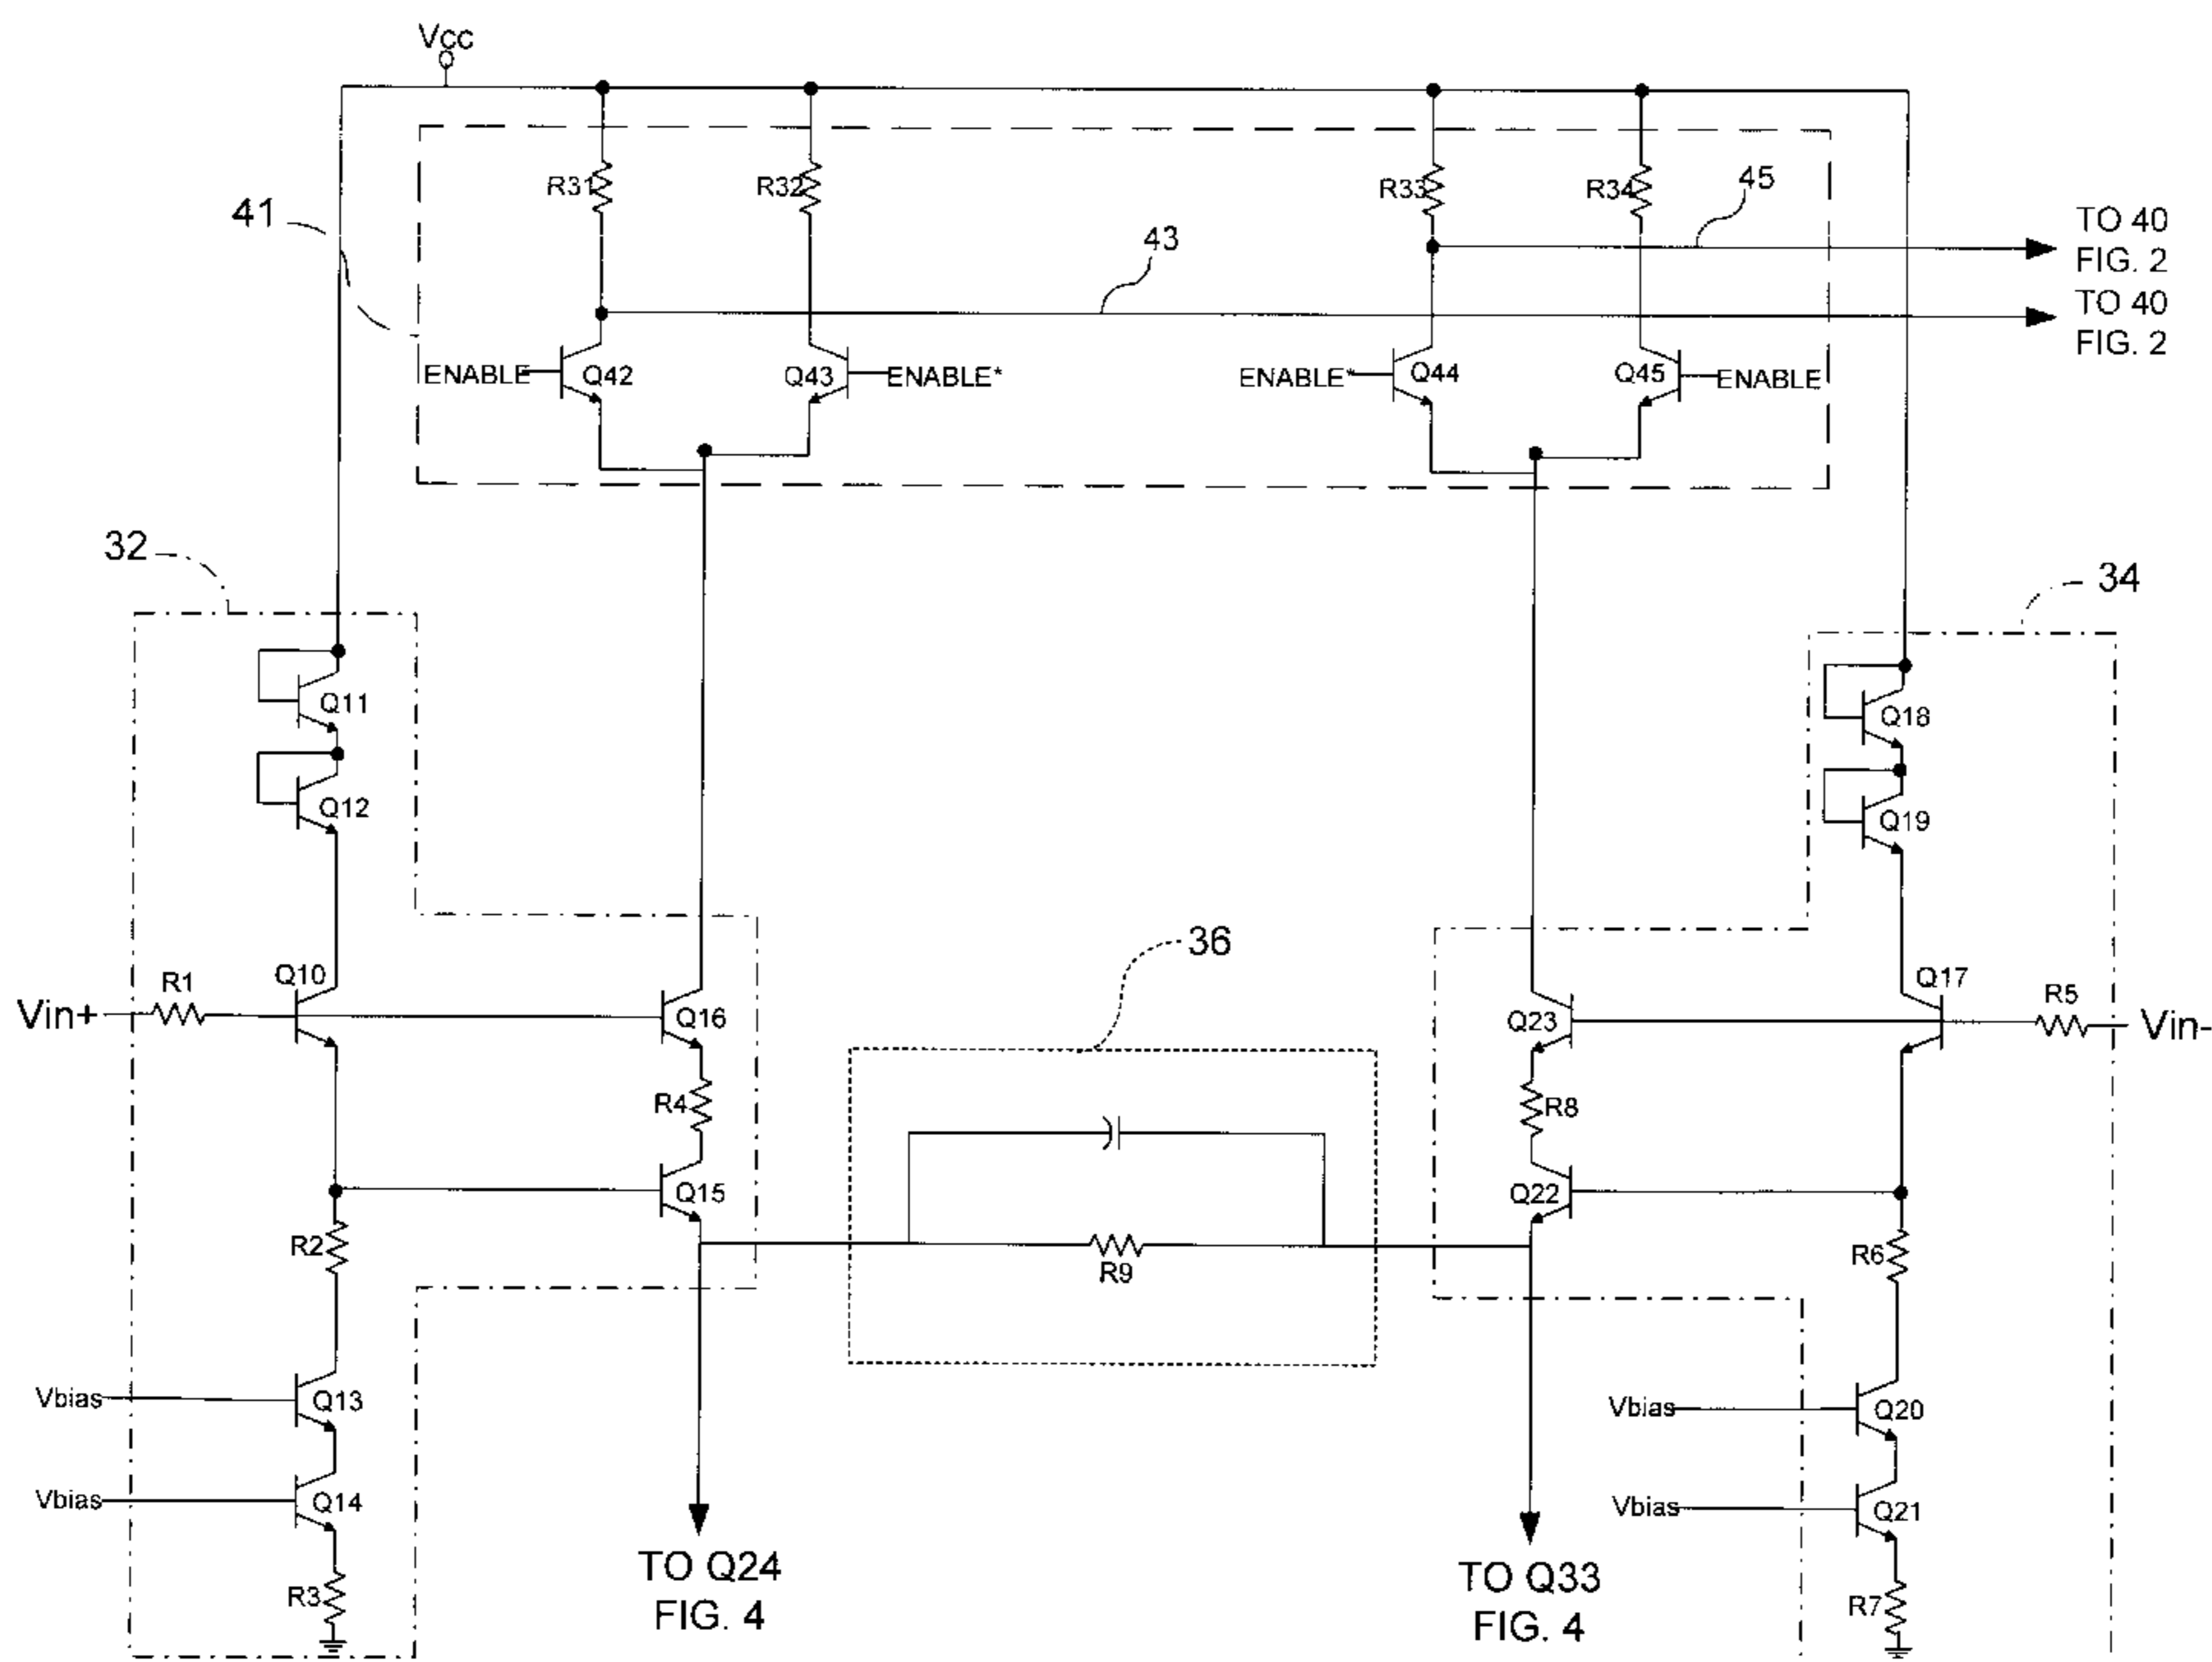 Vcc
R31
R32
R33
R34
45
41
43
TO 40
FIG. 2
TO 40
FIG. 2
ENABLE
Q42
Q43
ENABLE*
ENABLE*
Q44
Q45
ENABLE
32
34
Q11
Q18
Q12
Q19
36
Vin+
R1
Q10
Q16
Q23
Q17
R5
Vin-
R4
R8
Q15
Q22
R2
R9
R6
Vbias
Q13
Vbias
Q20
Vbias
Q14
Vbias
Q21
R3
TO Q24
FIG. 4
TO Q33
FIG. 4
R7